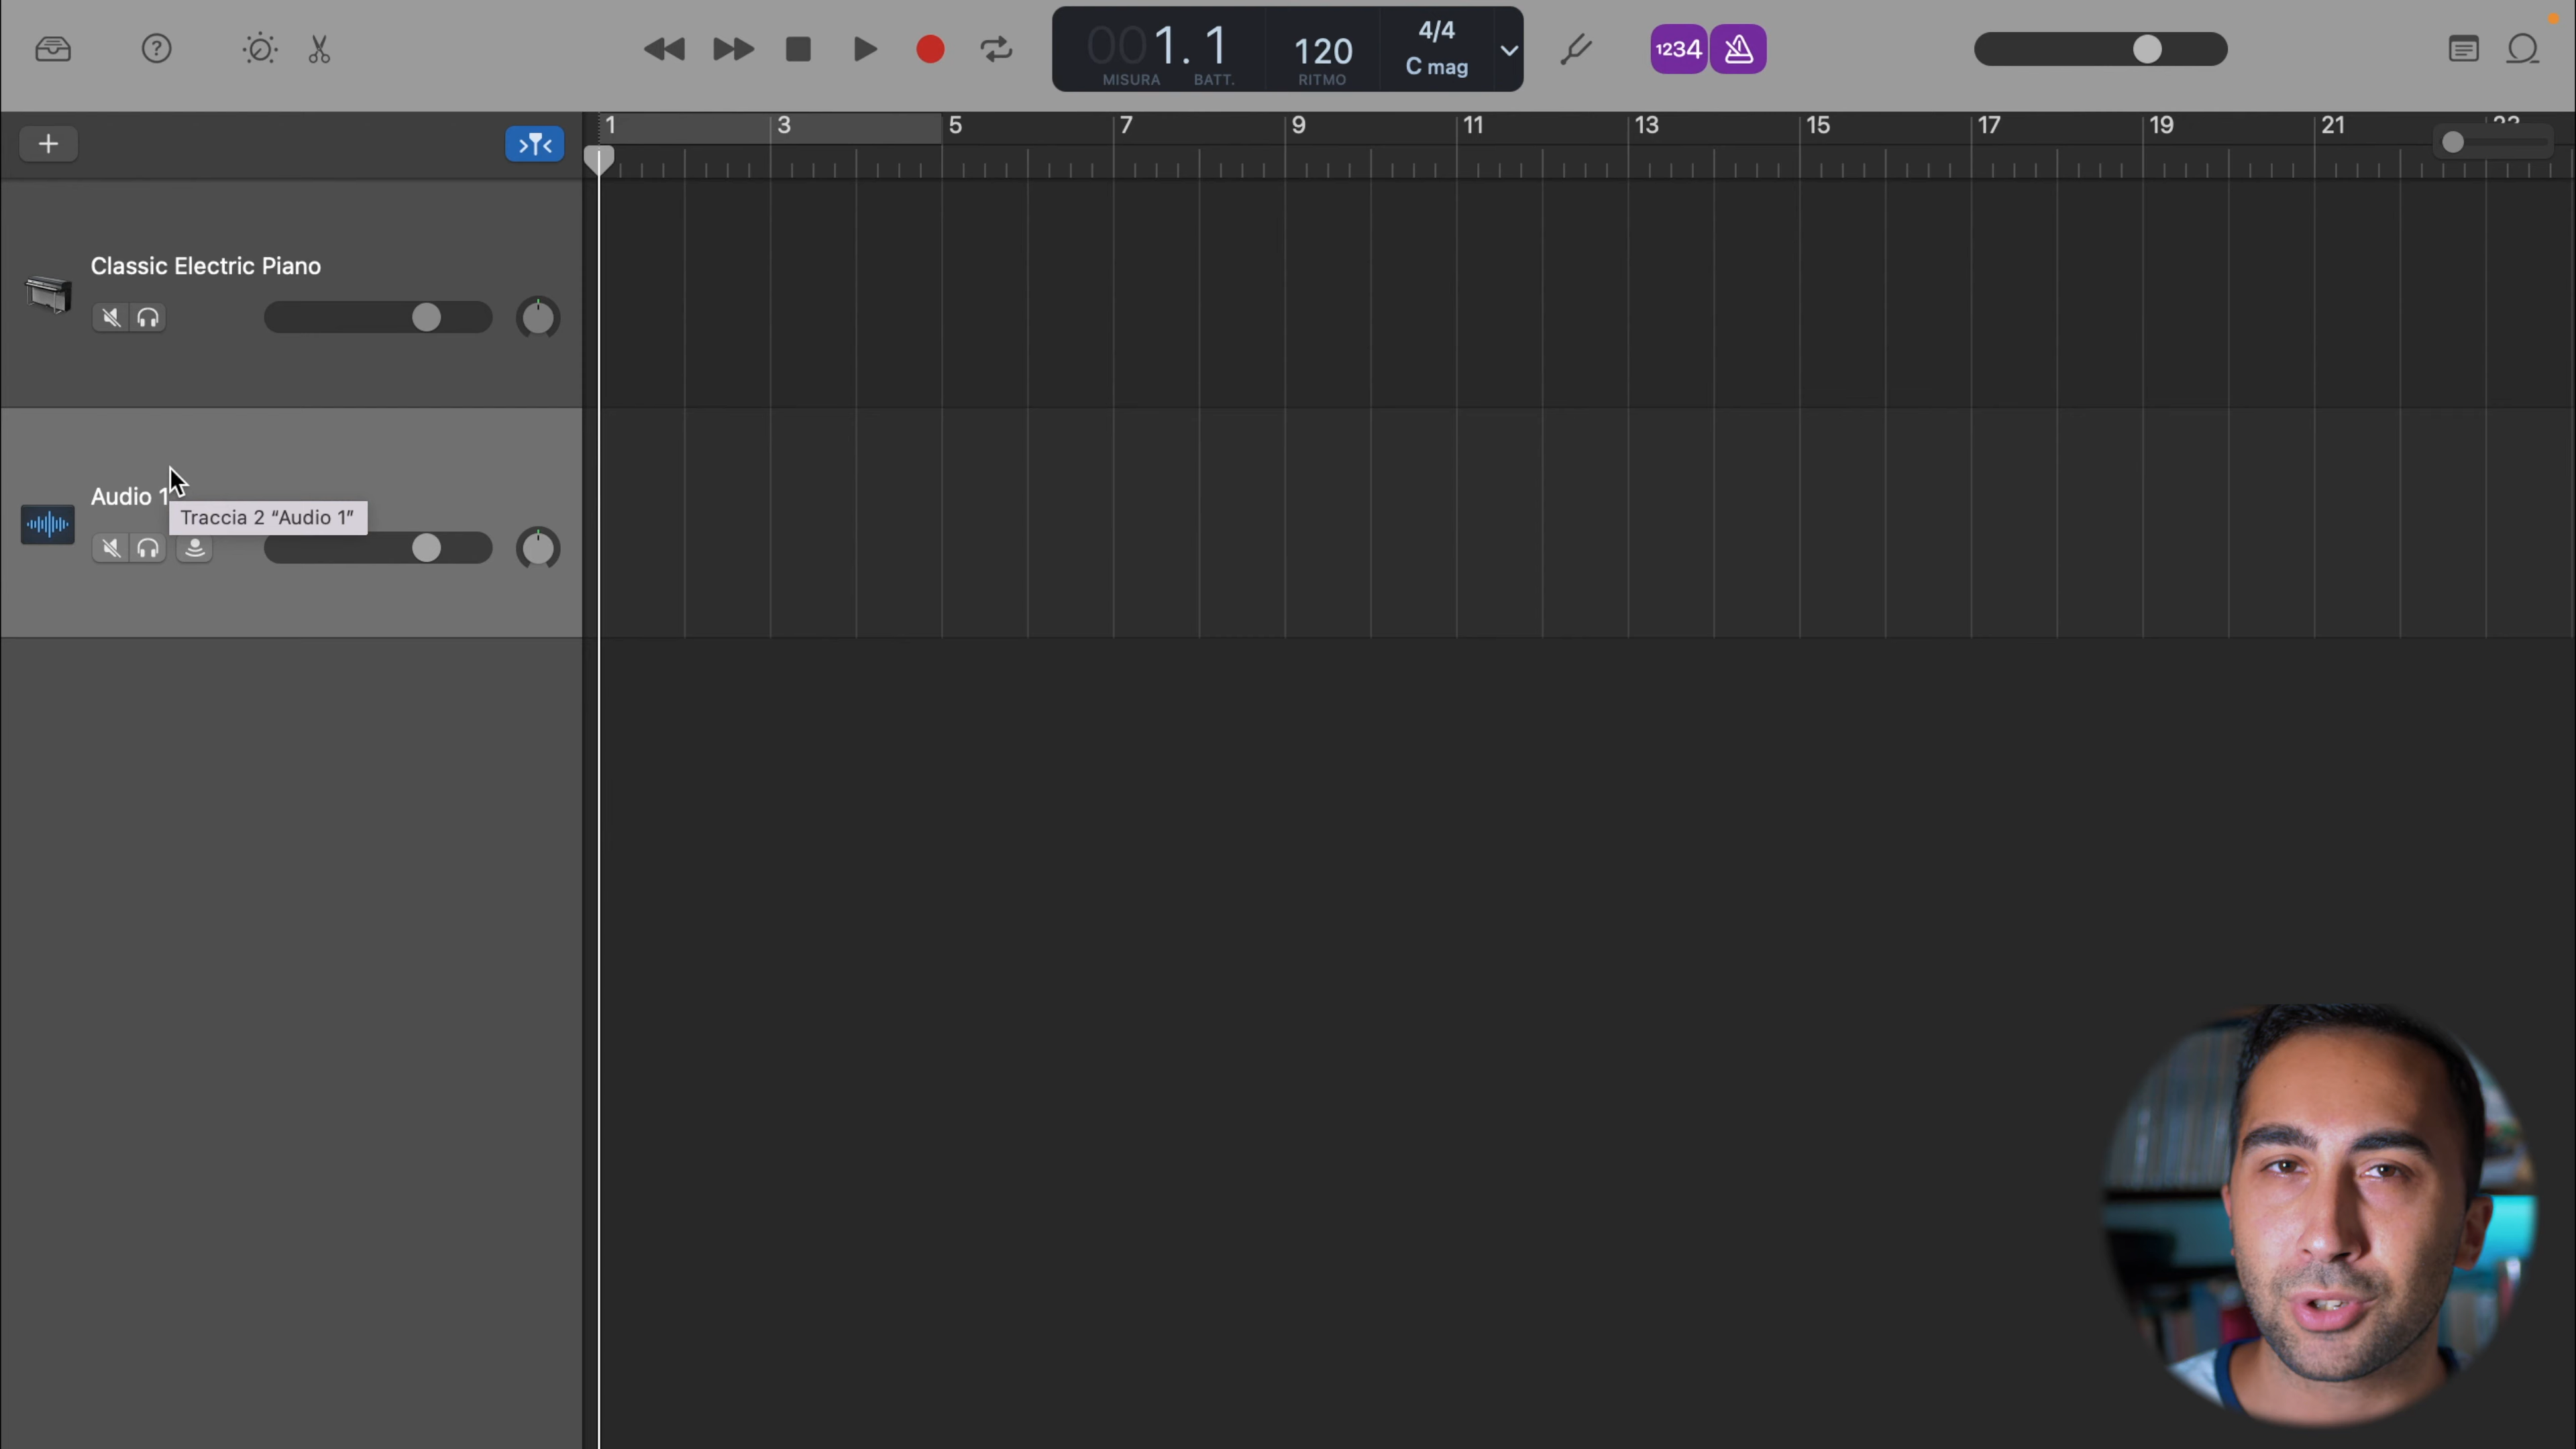 001. 1
MISURA BATT.
120
RITMO
4/4
C mag
1234
1 3 5 7 9 11 13 15 17 19 21
Classic Electric Piano
Audio 1
Traccia 2 “Audio 1”